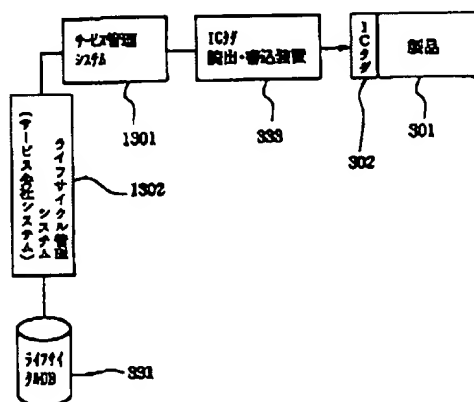 サービス管理
システム
ICタグ
読出・書込装置
ICタグ
製品
1301
333
302
301
ライフサイクル管理
システム
(サービス会社システム)
1302
ライフサイ
クルDB
331